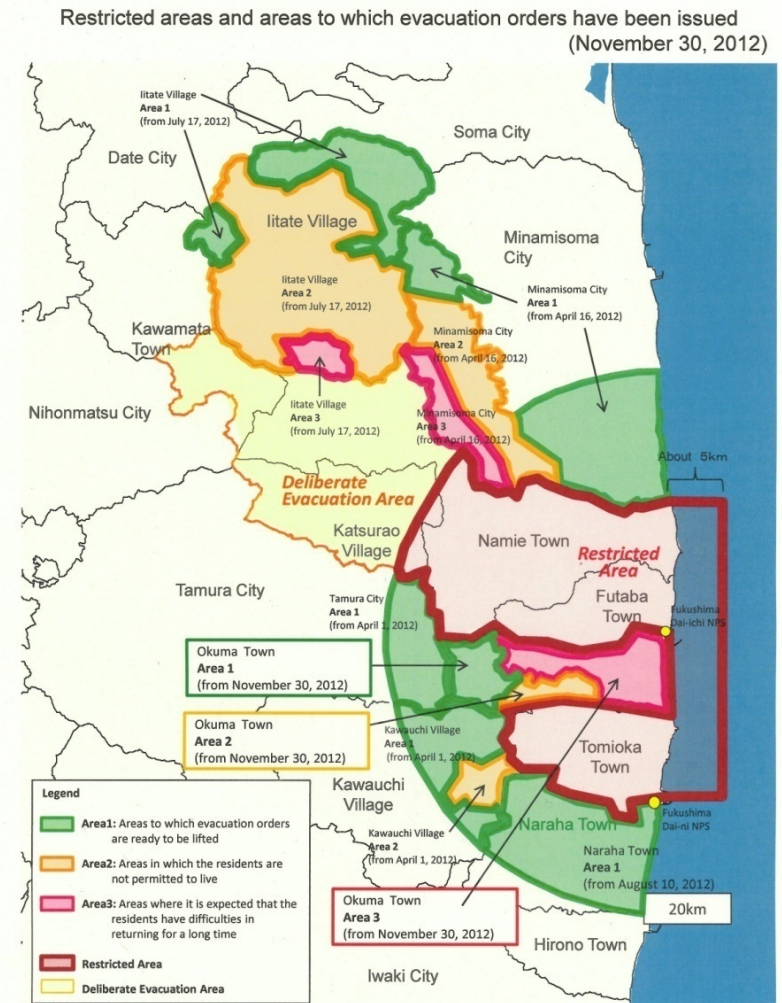 Restricted areas and areas to which evacuation orders have been issued
(November 30, 2012)
Iitate Village
Area 1
(from July 17, 2012)
Soma City
Date City
Iitate Village
Minamisoma
City
Iitate Village
Area 2
(from July 17, 2012)
Minamisoma City
Area 1
(from April 16, 2012)
Kawamata
Town
Minamisoma City
Area 2
(from April 16, 2012)
Nihonmatsu City
Iitate Village
Area 3
(from July 17, 2012)
Minamisoma City
Area 3
(from April 16, 2012)
About 5km
Deliberate
Evacuation Area
Katsurao
Village
Namie Town
Restricted
Area
Tamura City
Futaba
Town
Tamura City
Area 1
(from April 1, 2012)
Fukushima
Dai-ichi NPS
Okuma Town
Area 1
(from November 30, 2012)
Okuma Town
Area 2
(from November 30, 2012)
Kawauchi Village
Area 1
(from April 1, 2012)
Tomioka
Town
Kawauchi
Village
Legend
Area1: Areas to which evacuation orders
are ready to be lifted
Area2: Areas in which the residents are
not permitted to live
Area3: Areas where it is expected that the
residents have difficulties in
returning for a long time
Restricted Area
Deliberate Evacuation Area
Kawauchi Village
Area 2
(from April 1, 2012)
Naraha Town
Fukushima
Dai-ni NPS
Naraha Town
Area 1
(from August 10, 2012)
Okuma Town
Area 3
(from November 30, 2012)
20km
Hirono Town
Iwaki City